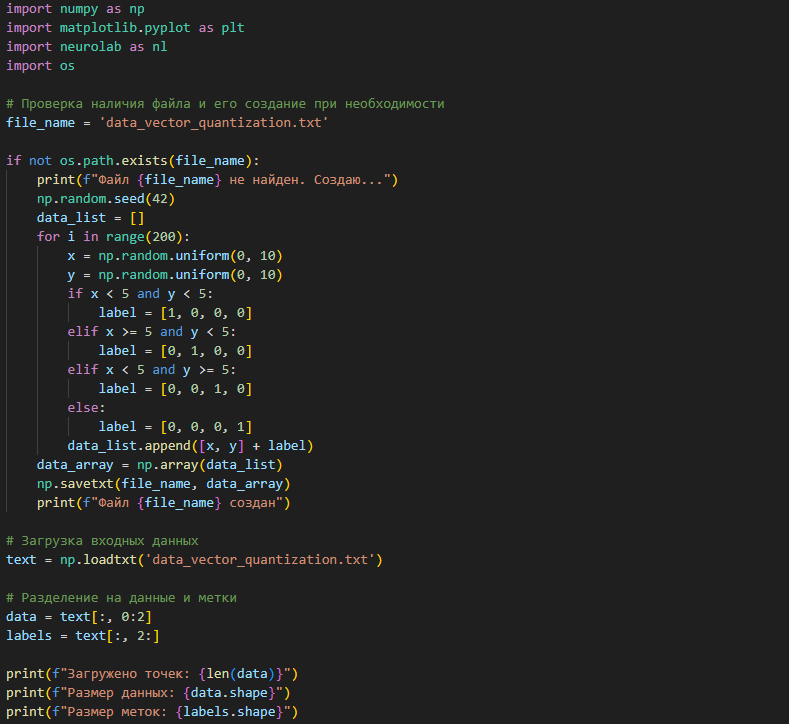 import numpy as np
import matplotlib.pyplot as plt
import neurolab as nl
import os

# Проверка наличия файла и его создание при необходимости
file_name = 'data_vector_quantization.txt'

if not os.path.exists(file_name):
    print(f"Файл {file_name} не найден. Создаю...")
    np.random.seed(42)
    data_list = []
    for i in range(200):
        x = np.random.uniform(0, 10)
        y = np.random.uniform(0, 10)
        if x < 5 and y < 5:
            label = [1, 0, 0, 0]
        elif x >= 5 and y < 5:
            label = [0, 1, 0, 0]
        elif x < 5 and y >= 5:
            label = [0, 0, 1, 0]
        else:
            label = [0, 0, 0, 1]
        data_list.append([x, y] + label)
    data_array = np.array(data_list)
    np.savetxt(file_name, data_array)
    print(f"Файл {file_name} создан")

# Загрузка входных данных
text = np.loadtxt('data_vector_quantization.txt')

# Разделение на данные и метки
data = text[:, 0:2]
labels = text[:, 2:]

print(f"Загружено точек: {len(data)}")
print(f"Размер данных: {data.shape}")
print(f"Размер меток: {labels.shape}")